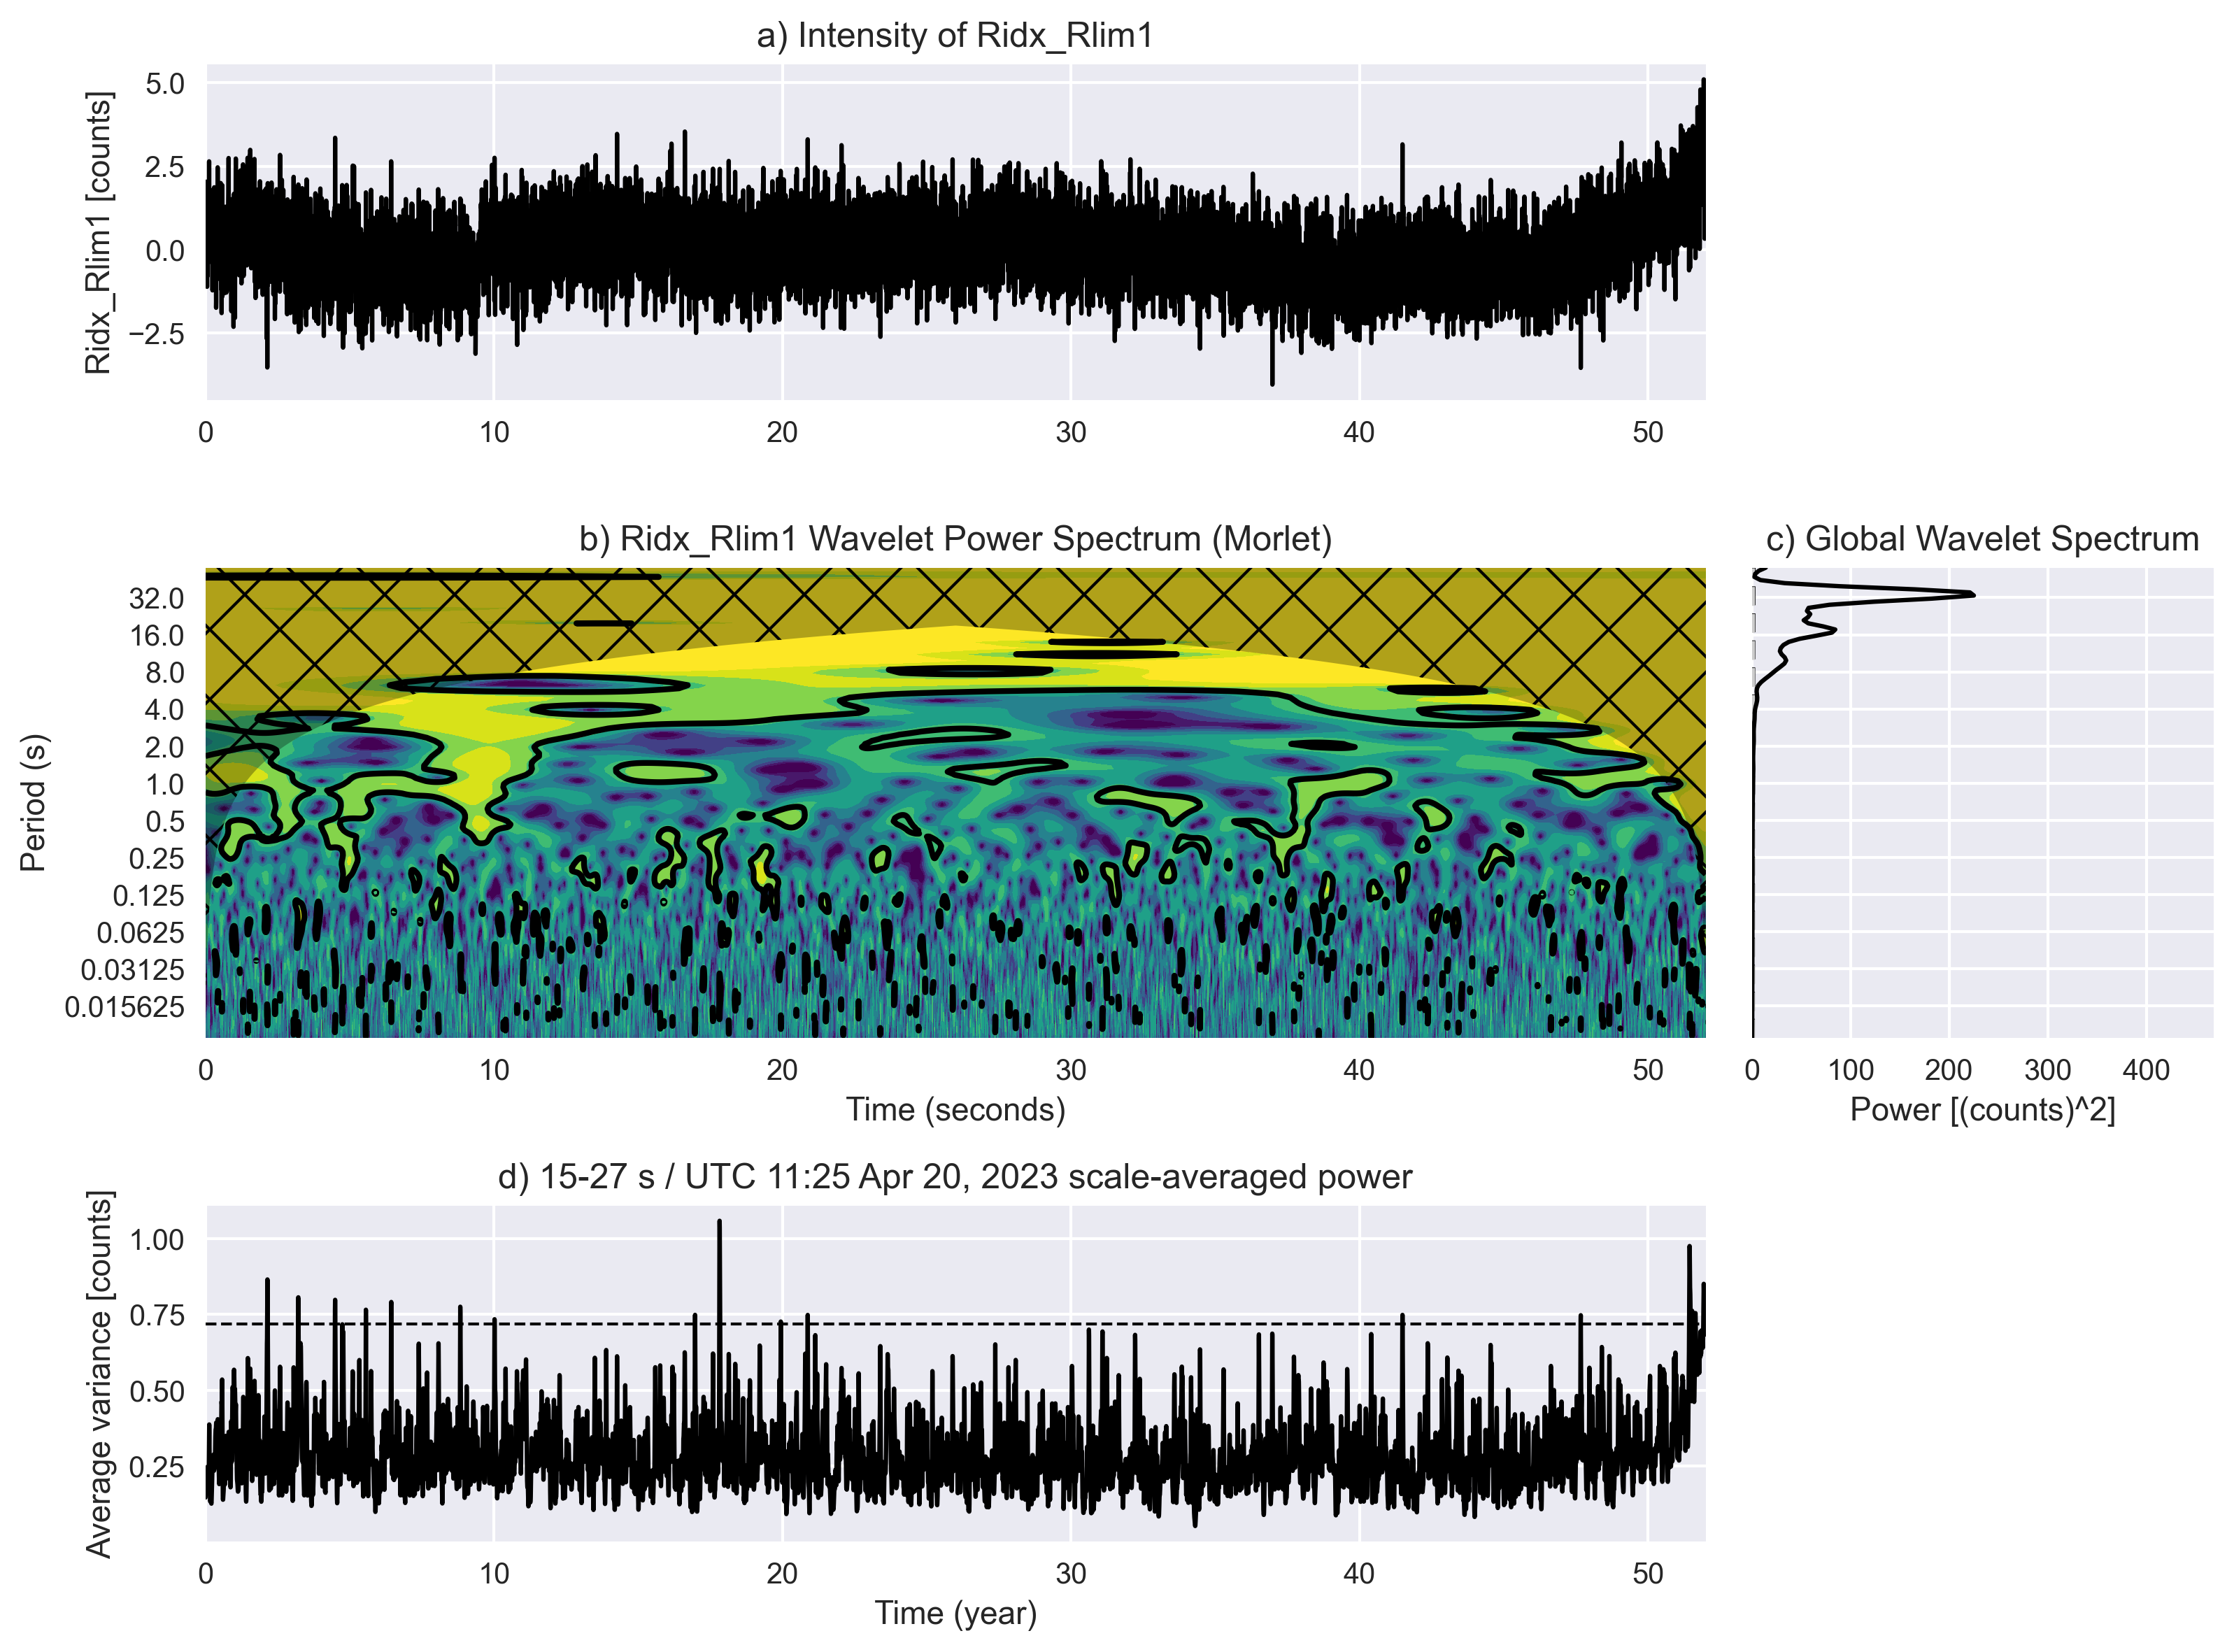 a) Intensity of Ridx_Rlim1
Ridx_Rlim1 [counts]
5.0
2.5
0.0
−2.5
0 10 20 30 40 50
b) Ridx_Rlim1 Wavelet Power Spectrum (Morlet)
Period (s)
32.0
16.0
8.0
4.0
2.0
1.0
0.5
0.25
0.125
0.0625
0.03125
0.015625
0 10 20 30 40 50
Time (seconds)
c) Global Wavelet Spectrum
0 100 200 300 400
Power [(counts)^2]
d) 15-27 s / UTC 11:25 Apr 20, 2023 scale-averaged power
Average variance [counts]
1.00
0.75
0.50
0.25
0 10 20 30 40 50
Time (year)